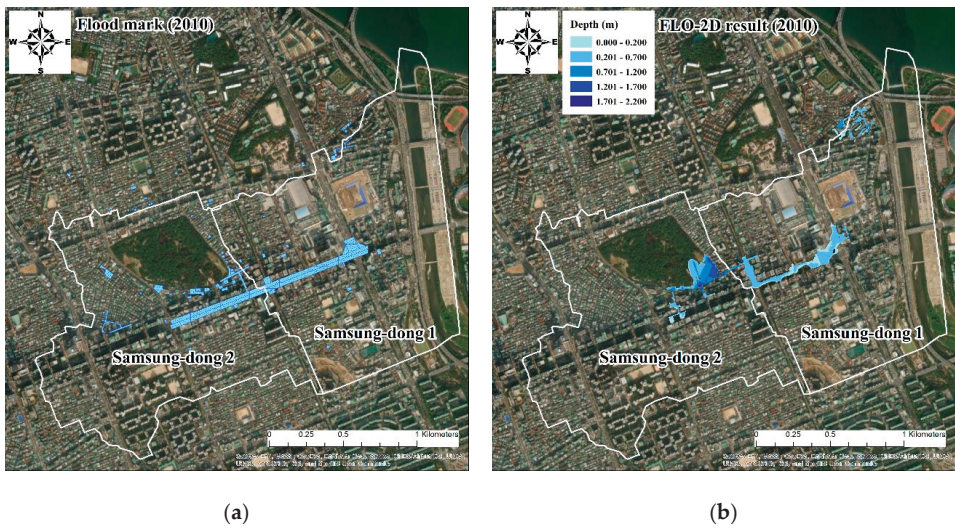 Flood mark (2010)
N
W E
S
Samsung-dong 1
Samsung-dong 2
0 0.25 0.5 1 Kilometers
(a)
FLO-2D result (2010)
N
W E
S
Depth (m)
0.000 - 0.200
0.201 - 0.700
0.701 - 1.200
1.201 - 1.700
1.701 - 2.200
Samsung-dong 1
Samsung-dong 2
0 0.25 0.5 1 Kilometers
(b)